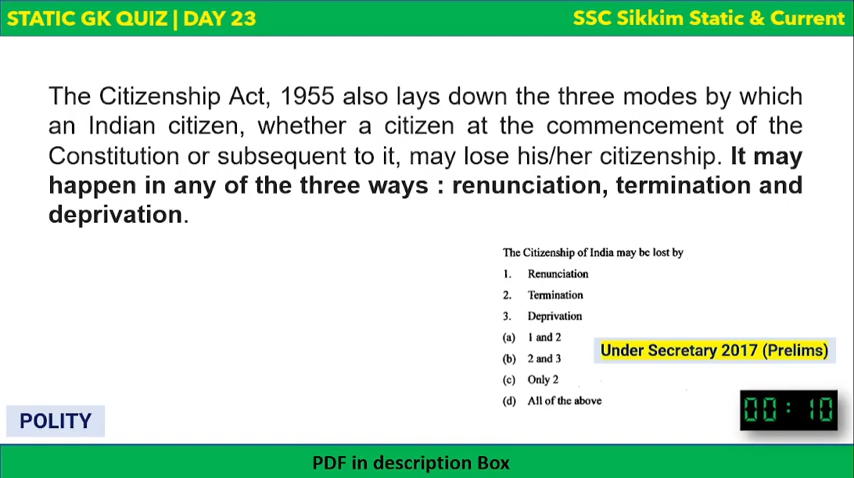 STATIC GK QUIZ | DAY 23
SSC Sikkim Static & Current
The Citizenship Act, 1955 also lays down the three modes by which
an Indian citizen, whether a citizen at the commencement of the
Constitution or subsequent to it, may lose his/her citizenship. It may
happen in any of the three ways : renunciation, termination and
deprivation.
The Citizenship of India may be lost by
1. Renunciation
2. Termination
3. Deprivation
(a) 1 and 2
(b) 2 and 3
(c) Only 2
(d) All of the above
Under Secretary 2017 (Prelims)
00:10
POLITY
PDF in description Box